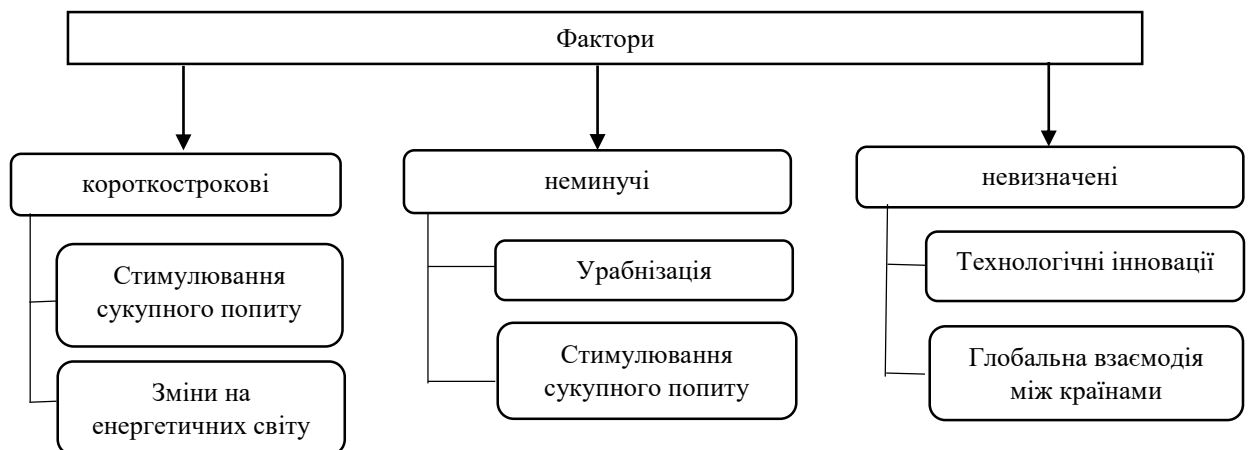 Фактори
короткострокові
Стимулювання
сукупного попиту
Зміни на
енергетичних світу
неминучі
Урабнізація
Стимулювання
сукупного попиту
невизначені
Технологічні інновації
Глобальна взаємодія
між країнами